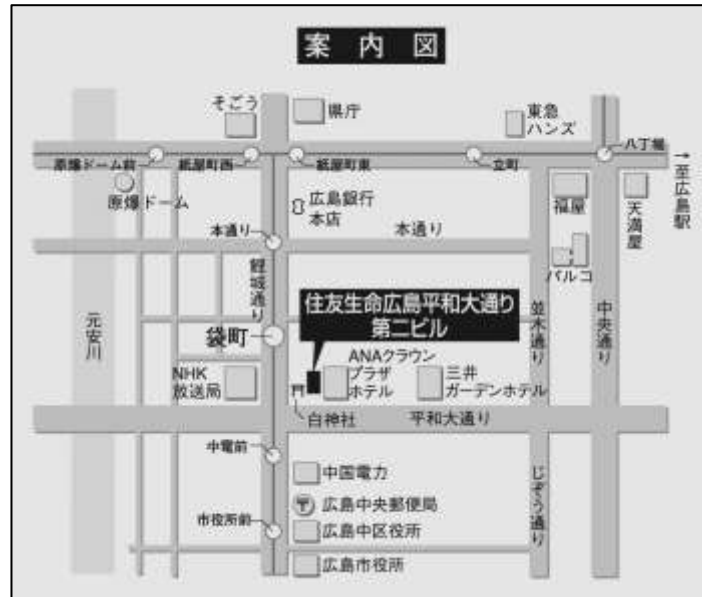 案内図
そごう
県庁
東急
ハンズ
八丁堀
原爆ドーム前
紙屋町西
紙屋町東
立町
→至広島駅
原爆ドーム
広島銀行
本店
福屋
天満屋
本通り
本通り
パルコ
鯉城通り
元安川
住友生命広島平和大通り
第二ビル
並木通り
中央通り
袋町
ANAクラウン
プラザ
ホテル
三井
ガーデンホテル
NHK
放送局
白神社
平和大通り
中電前
中国電力
じぞう通り
広島中央郵便局
市役所前
広島中区役所
広島市役所